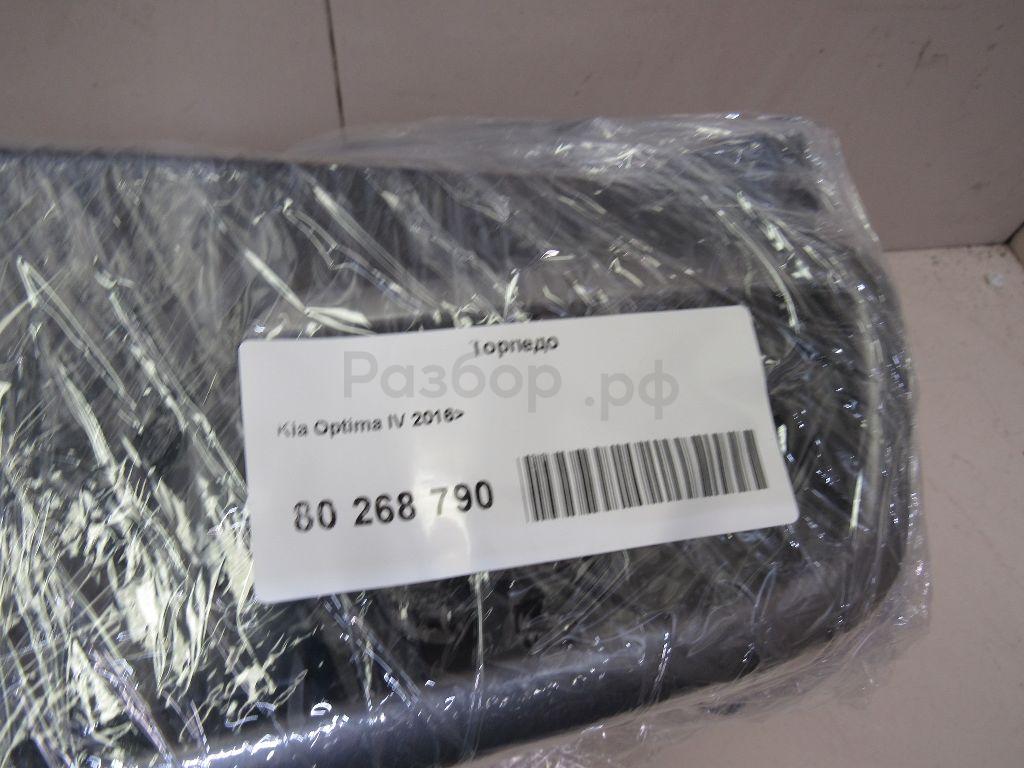 Торпедо
Разбор.рф
Kia Optima IV 2016>
80 268 790